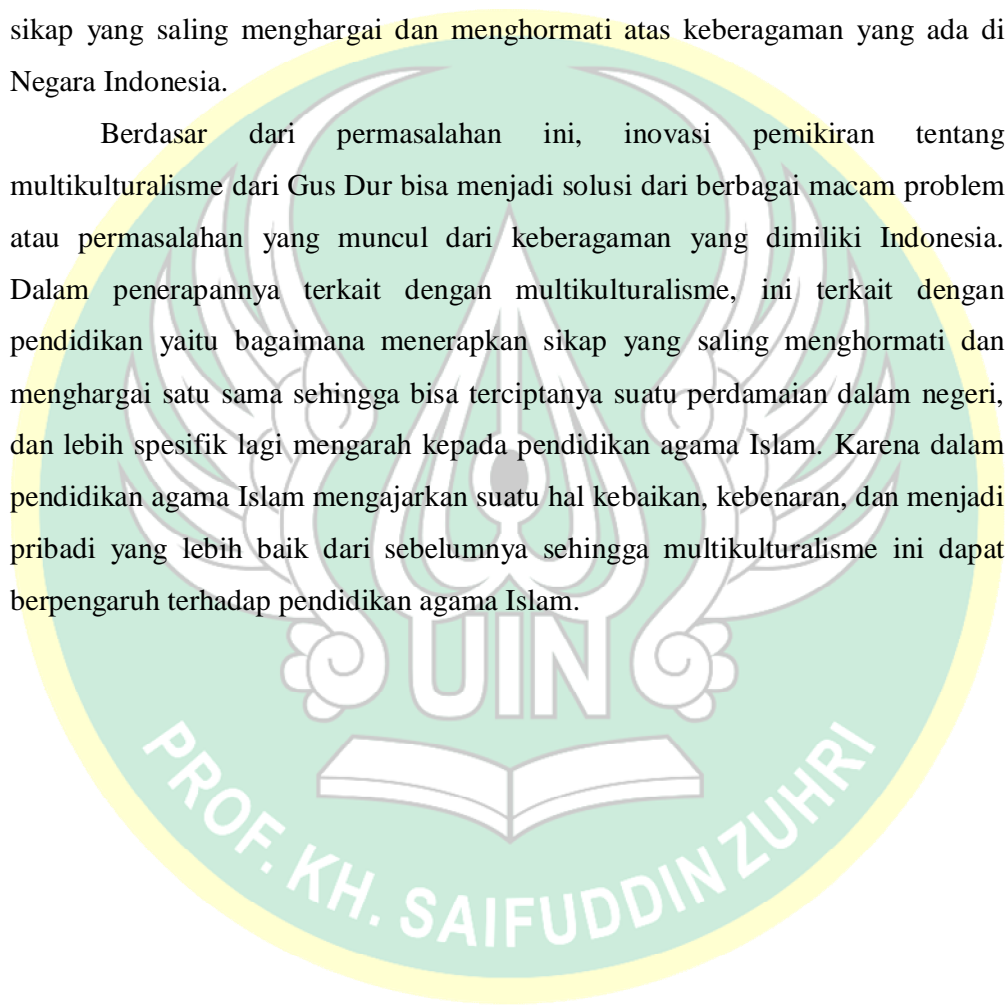 sikap yang saling menghargai dan menghormati atas keberagaman yang ada di
Negara Indonesia.
Berdasar dari permasalahan ini, inovasi pemikiran tentang
multikulturalisme dari Gus Dur bisa menjadi solusi dari berbagai macam problem
atau permasalahan yang muncul dari keberagaman yang dimiliki Indonesia.
Dalam penerapannya terkait dengan multikulturalisme, ini terkait dengan
pendidikan yaitu bagaimana menerapkan sikap yang saling menghormati dan
menghargai satu sama sehingga bisa terciptanya suatu perdamaian dalam negeri,
dan lebih spesifik lagi mengarah kepada pendidikan agama Islam. Karena dalam
pendidikan agama Islam mengajarkan suatu hal kebaikan, kebenaran, dan menjadi
pribadi yang lebih baik dari sebelumnya sehingga multikulturalisme ini dapat
berpengaruh terhadap pendidikan agama Islam.
UIN
PROF. KH. SAIFUDDIN ZUHRI